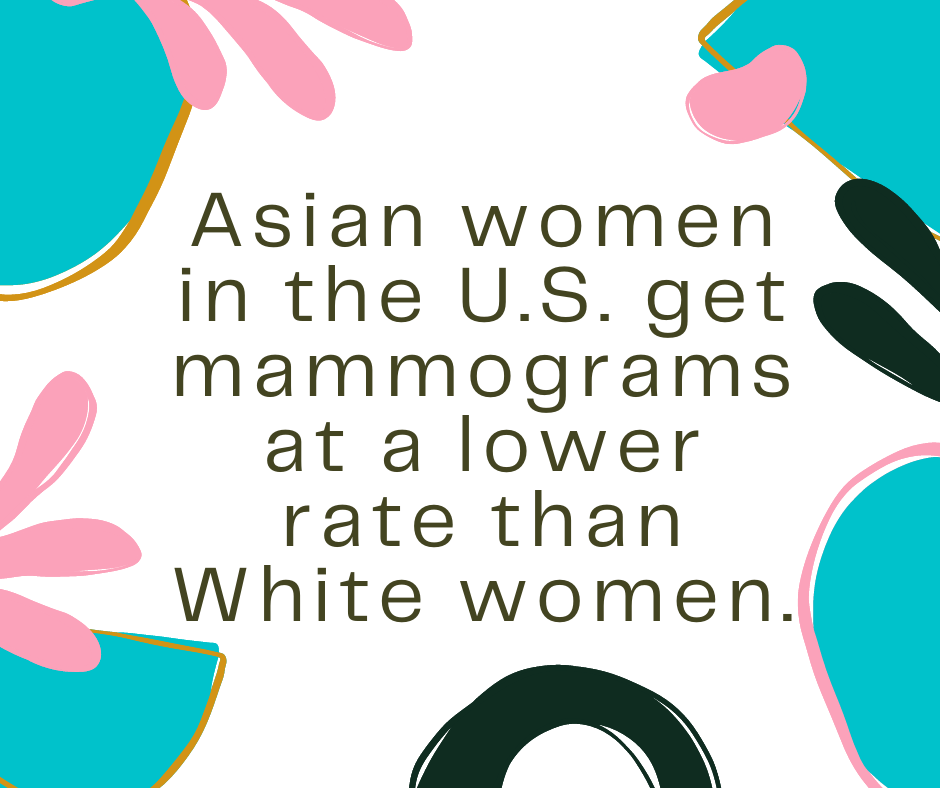 Asian women
in the U.S. get
mammograms
at a lower
rate than
White women.